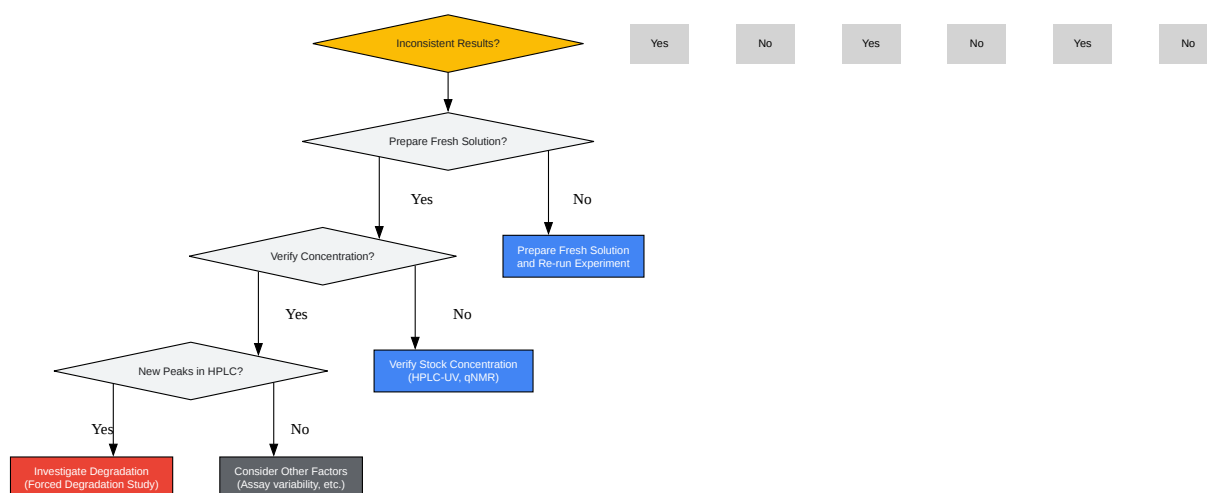 Inconsistent Results?
Yes
No
Yes
No
Yes
No
Prepare Fresh Solution?
Yes
No
Verify Concentration?
Prepare Fresh Solution
and Re-run Experiment
Yes
No
New Peaks in HPLC?
Verify Stock Concentration
(HPLC-UV, qNMR)
Yes
No
Investigate Degradation
(Forced Degradation Study)
Consider Other Factors
(Assay variability, etc.)